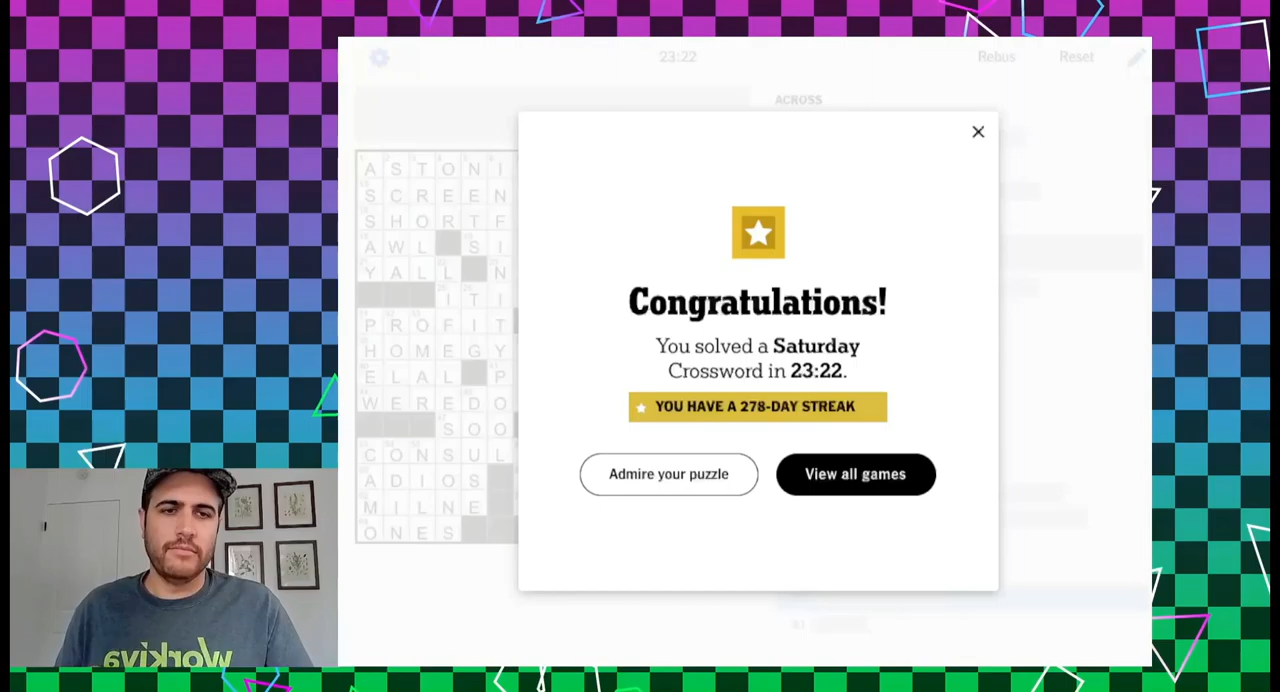 23:22
Rebus
Reset
ACROSS
ASTONI
SCREEN
SHORTF
AWL SI
YALL N
ITI
PROFIT
HOMEGY
ELAL P
WEREDO
SOO
CONSUL
ADIOS
MILNE
ONES
Congratulations!
You solved a Saturday
Crossword in 23:22.
YOU HAVE A 278-DAY STREAK
Admire your puzzle
View all games
workiva